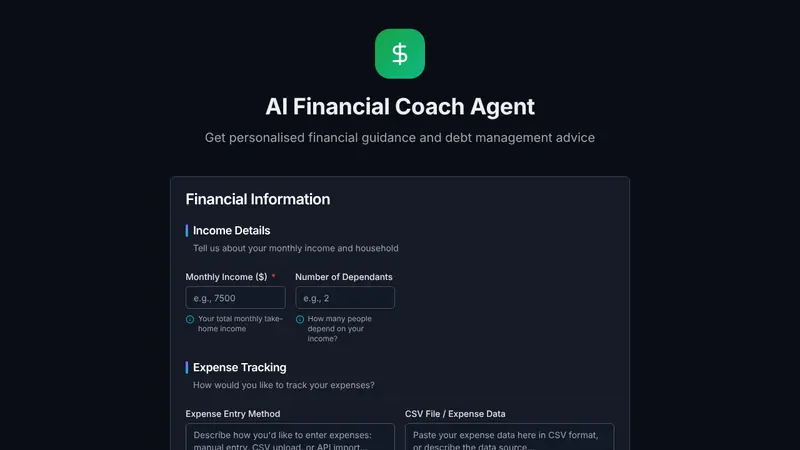 $
AI Financial Coach Agent
Get personalised financial guidance and debt management advice
Financial Information
Income Details
Tell us about your monthly income and household
Monthly Income ($) *
e.g., 7500
Your total monthly take-
home income
Number of Dependants
e.g., 2
How many people
depend on your
income?
Expense Tracking
How would you like to track your expenses?
Expense Entry Method
Describe how you'd like to enter expenses:
manual entry, CSV upload, or API import...
CSV File / Expense Data
Paste your expense data here in CSV format,
or describe the data source...